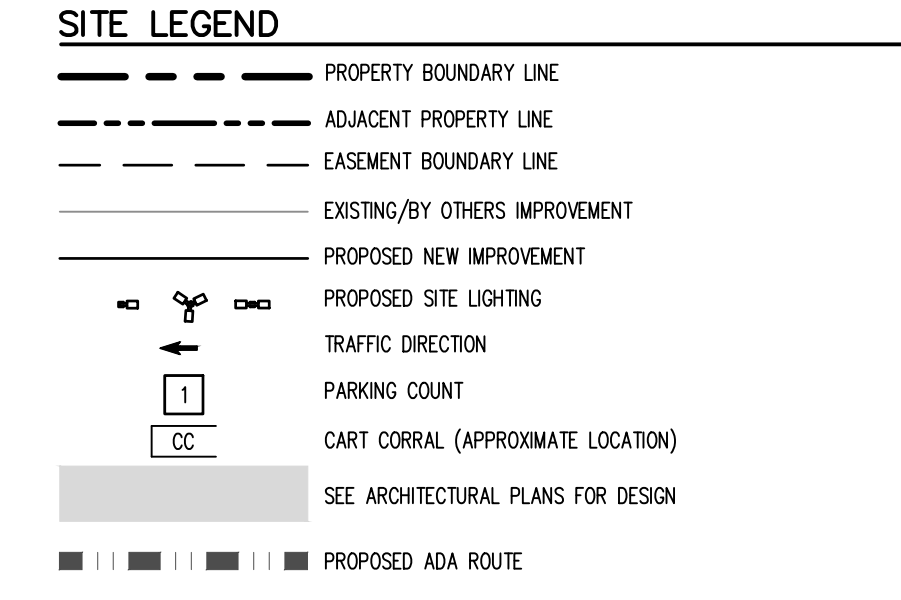 SITE LEGEND
PROPERTY BOUNDARY LINE
ADJACENT PROPERTY LINE
EASEMENT BOUNDARY LINE
EXISTING/BY OTHERS IMPROVEMENT
PROPOSED NEW IMPROVEMENT
PROPOSED SITE LIGHTING
TRAFFIC DIRECTION
1 PARKING COUNT
CC CART CORRAL (APPROXIMATE LOCATION)
SEE ARCHITECTURAL PLANS FOR DESIGN
PROPOSED ADA ROUTE